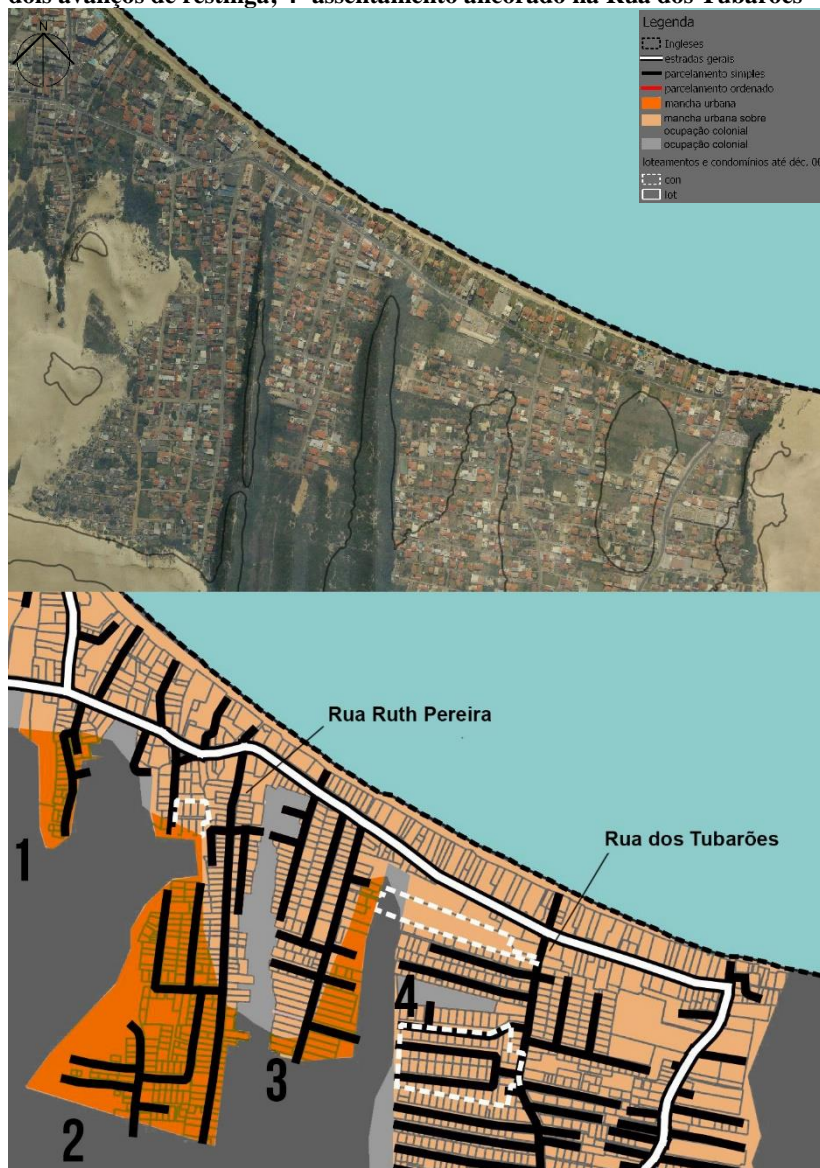 dois avanços de restinga; 4- assentamento ancorado na Rua dos Tubarões
N
Legenda
Ingleses
estradas gerais
parcelamento simples
parcelamento ordenado
mancha urbana
mancha urbana sobre
ocupação colonial
ocupação colonial
loteamentos e condomínios até déc. 00
con
lot
Rua Ruth Pereira
Rua dos Tubarões
1
2
3
4